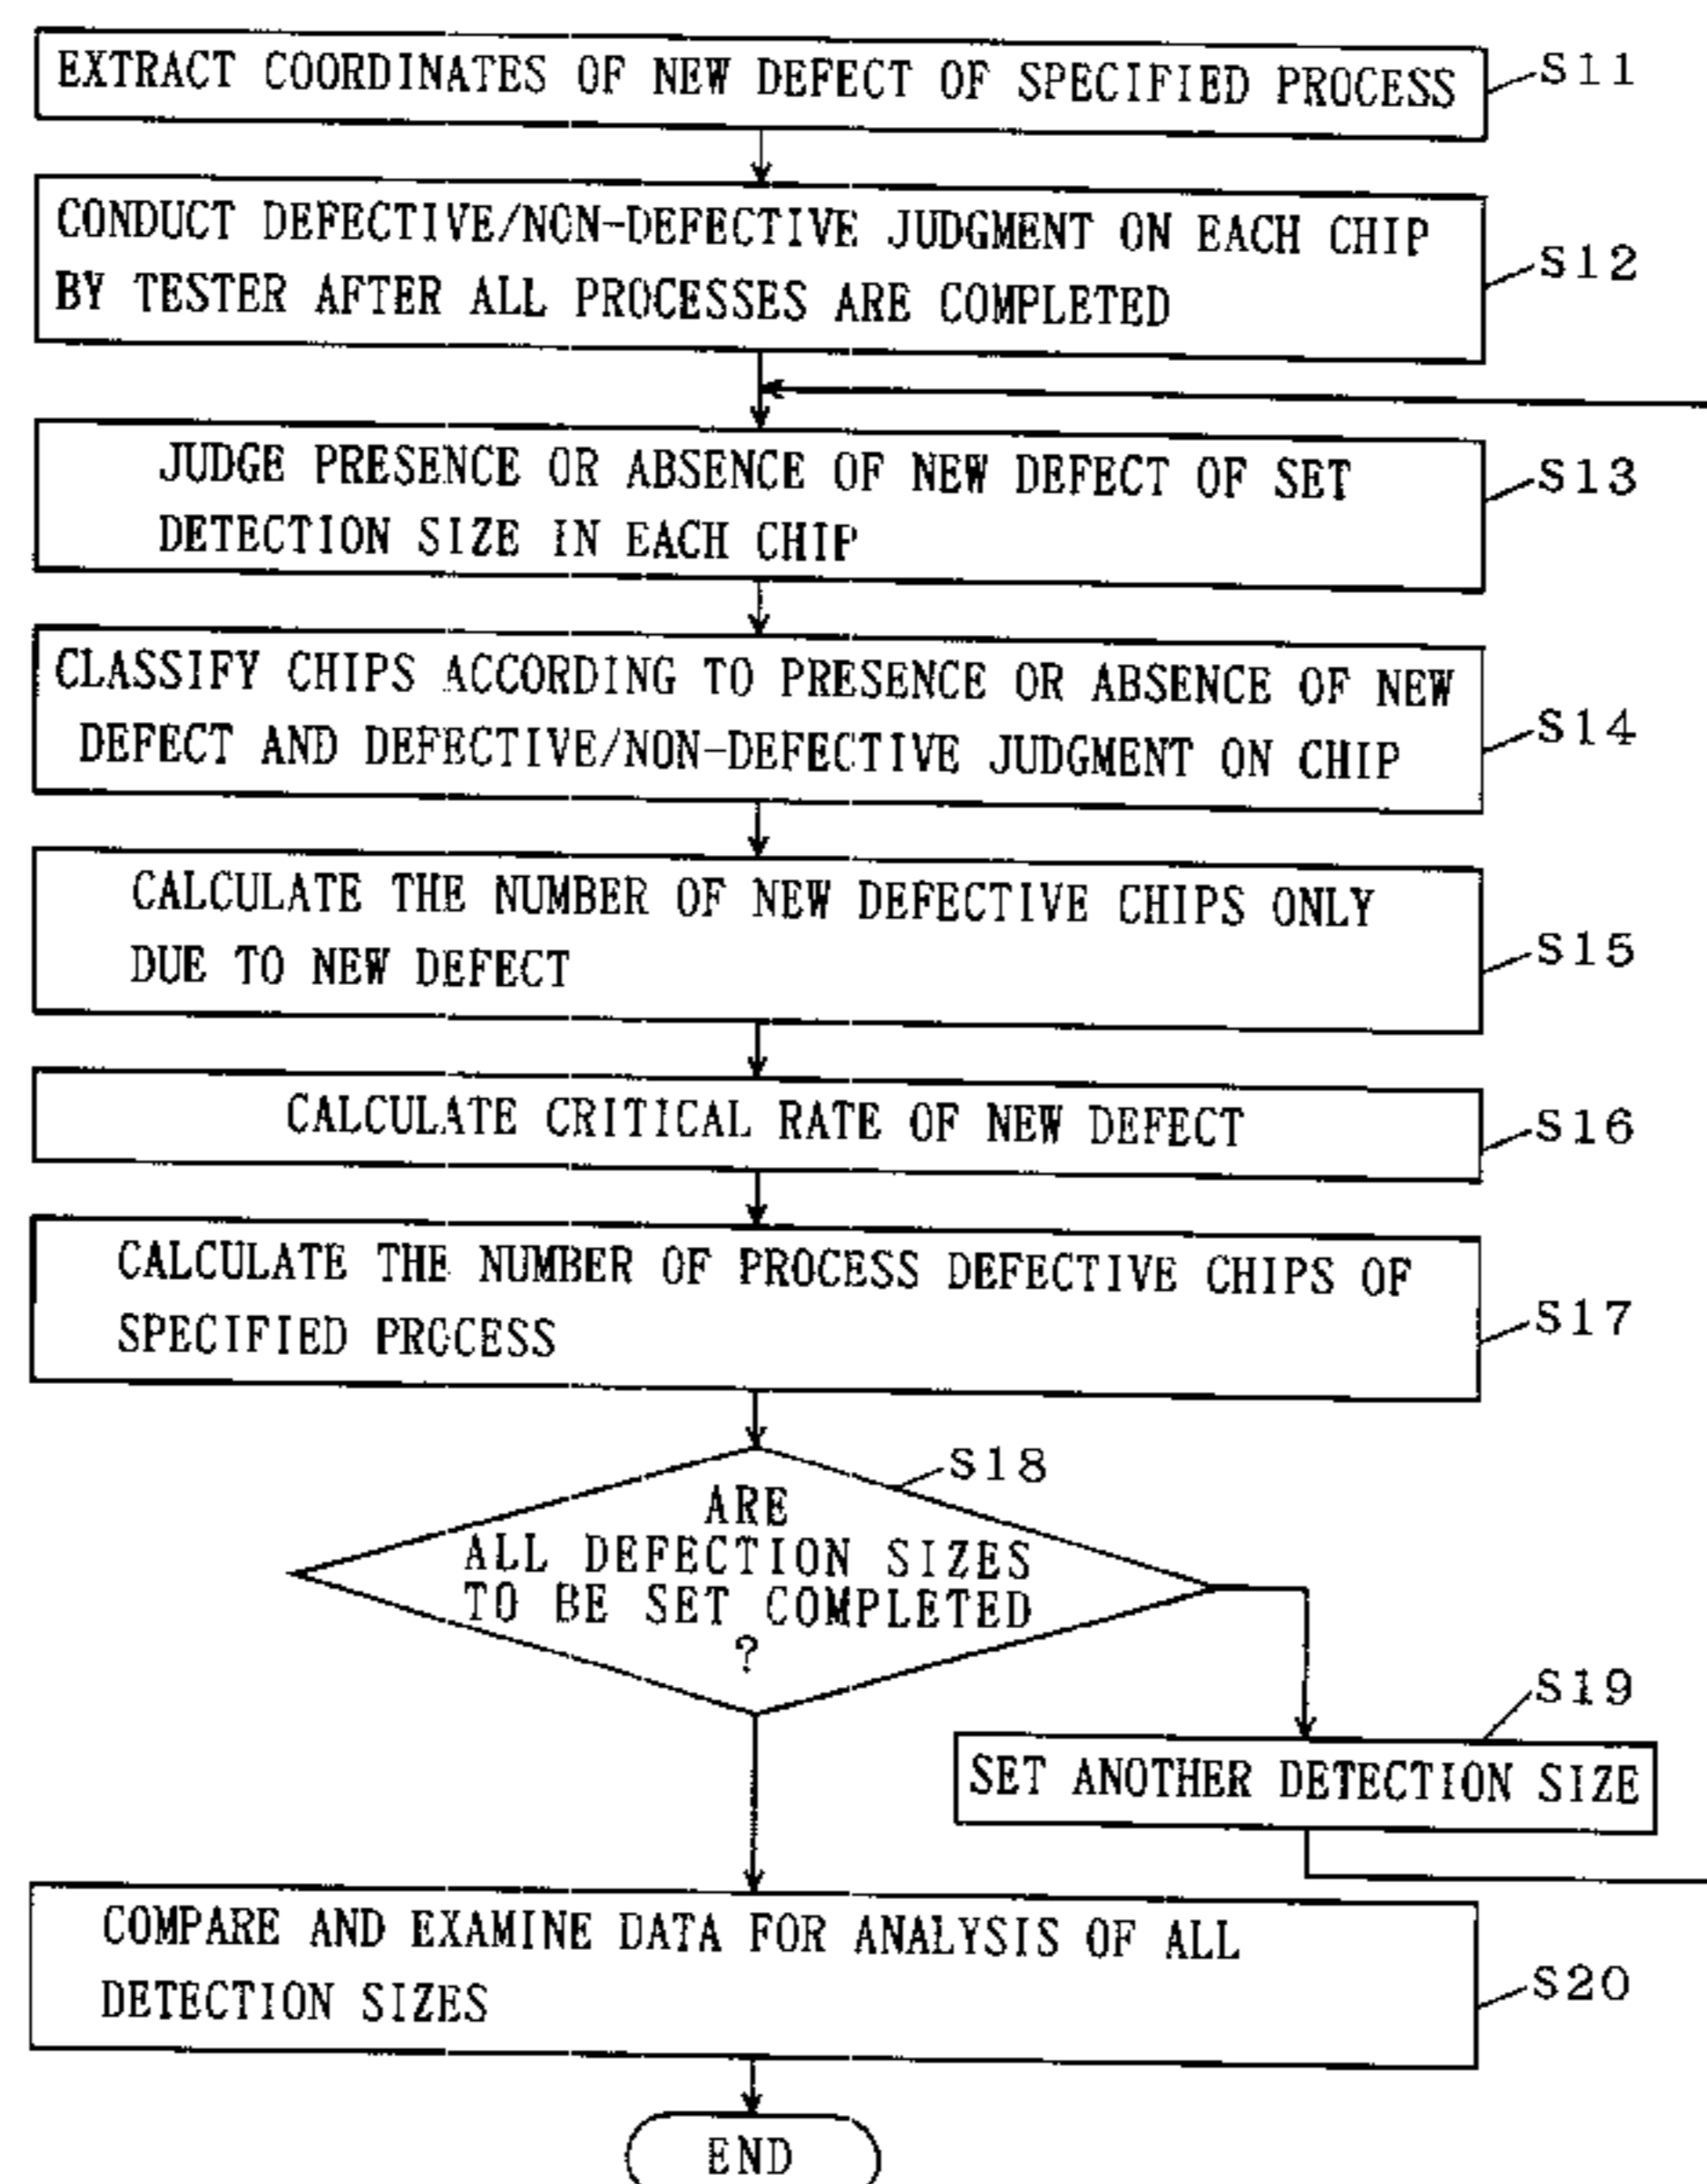 EXTRACT COORDINATES OF NEW DEFECT OF SPECIFIED PROCESS
S11
CONDUCT DEFECTIVE/NON-DEFECTIVE JUDGMENT ON EACH CHIP
BY TESTER AFTER ALL PROCESSES ARE COMPLETED
S12
JUDGE PRESENCE OR ABSENCE OF NEW DEFECT OF SET
DETECTION SIZE IN EACH CHIP
S13
CLASSIFY CHIPS ACCORDING TO PRESENCE OR ABSENCE OF NEW
DEFECT AND DEFECTIVE/NON-DEFECTIVE JUDGMENT ON CHIP
S14
CALCULATE THE NUMBER OF NEW DEFECTIVE CHIPS ONLY
DUE TO NEW DEFECT
S15
CALCULATE CRITICAL RATE OF NEW DEFECT
S16
CALCULATE THE NUMBER OF PROCESS DEFECTIVE CHIPS OF
SPECIFIED PROCESS
S17
S18
ARE
ALL DEFECTION SIZES
TO BE SET COMPLETED
?
S19
SET ANOTHER DETECTION SIZE
COMPARE AND EXAMINE DATA FOR ANALYSIS OF ALL
DETECTION SIZES
S20
END